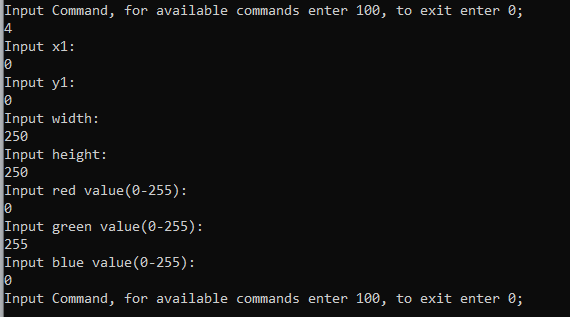 Input Command, for available commands enter 100, to exit enter 0;
4
Input x1:
0
Input y1:
0
Input width:
250
Input height:
250
Input red value(0-255):
0
Input green value(0-255):
255
Input blue value(0-255):
0
Input Command, for available commands enter 100, to exit enter 0;